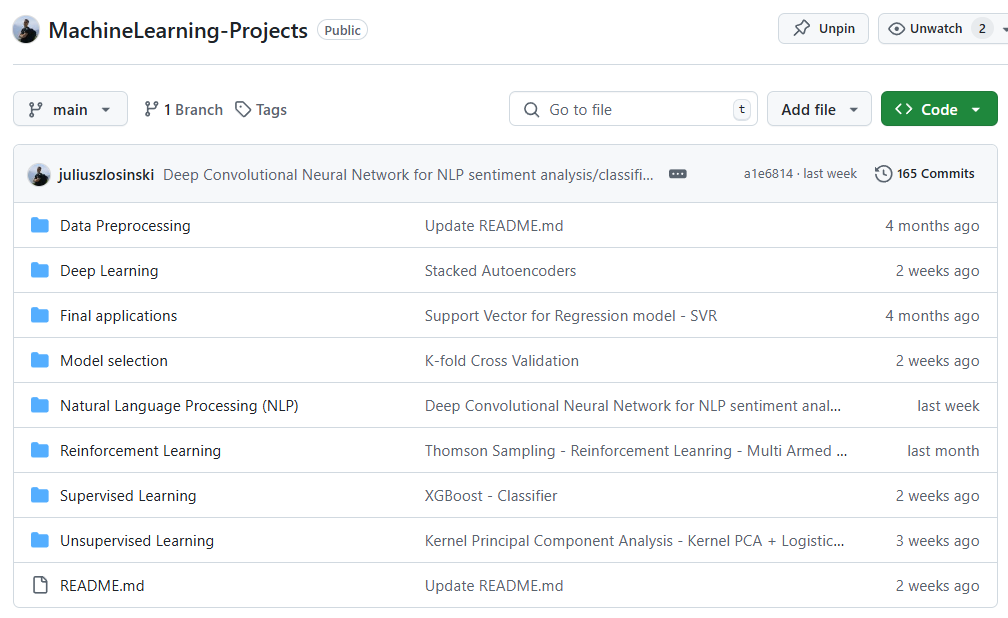 MachineLearning-Projects Public Unpin Unwatch 2
main 1 Branch Tags Go to file t Add file Code
juliuszlosinski Deep Convolutional Neural Network for NLP sentiment analysis/classifi... a1e6814 · last week 165 Commits
Data Preprocessing Update README.md 4 months ago
Deep Learning Stacked Autoencoders 2 weeks ago
Final applications Support Vector for Regression model - SVR 4 months ago
Model selection K-fold Cross Validation 2 weeks ago
Natural Language Processing (NLP) Deep Convolutional Neural Network for NLP sentiment anal... last week
Reinforcement Learning Thomson Sampling - Reinforcement Leanring - Multi Armed ... last month
Supervised Learning XGBoost - Classifier 2 weeks ago
Unsupervised Learning Kernel Principal Component Analysis - Kernel PCA + Logistic... 3 weeks ago
README.md Update README.md 2 weeks ago